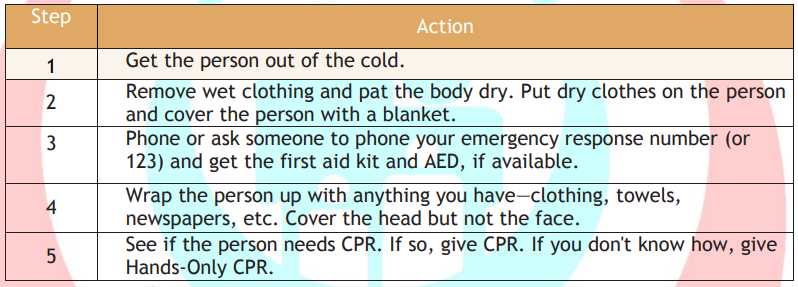 Step
Action
1
Get the person out of the cold.
2
Remove wet clothing and pat the body dry. Put dry clothes on the person
and cover the person with a blanket.
3
Phone or ask someone to phone your emergency response number (or
123) and get the first aid kit and AED, if available.
4
Wrap the person up with anything you have—clothing, towels,
newspapers, etc. Cover the head but not the face.
5
See if the person needs CPR. If so, give CPR. If you don't know how, give
Hands-Only CPR.